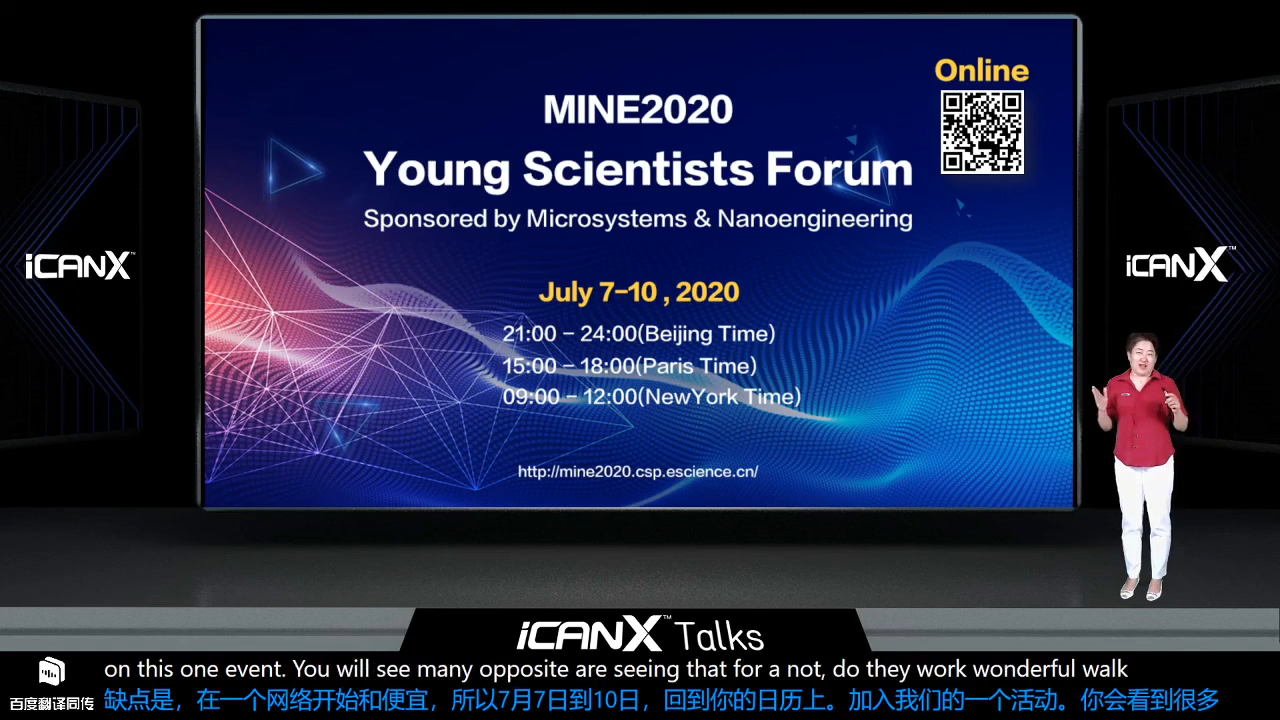 Online
MINE2020
Young Scientists Forum
Sponsored by Microsystems & Nanoengineering
July 7-10 , 2020
21:00 - 24:00(Beijing Time)
15:00 - 18:00(Paris Time)
09:00 - 12:00(NewYork Time)
http://mine2020.csp.escience.cn/
iCANX™
iCANX™
iCANX™ Talks
on this one event. You will see many opposite are seeing that for a not, do they work wonderful walk
百度翻译同传
缺点是，在一个网络开始和便宜，所以7月7日到10日，回到你的日历上。加入我们的一个活动。你会看到很多